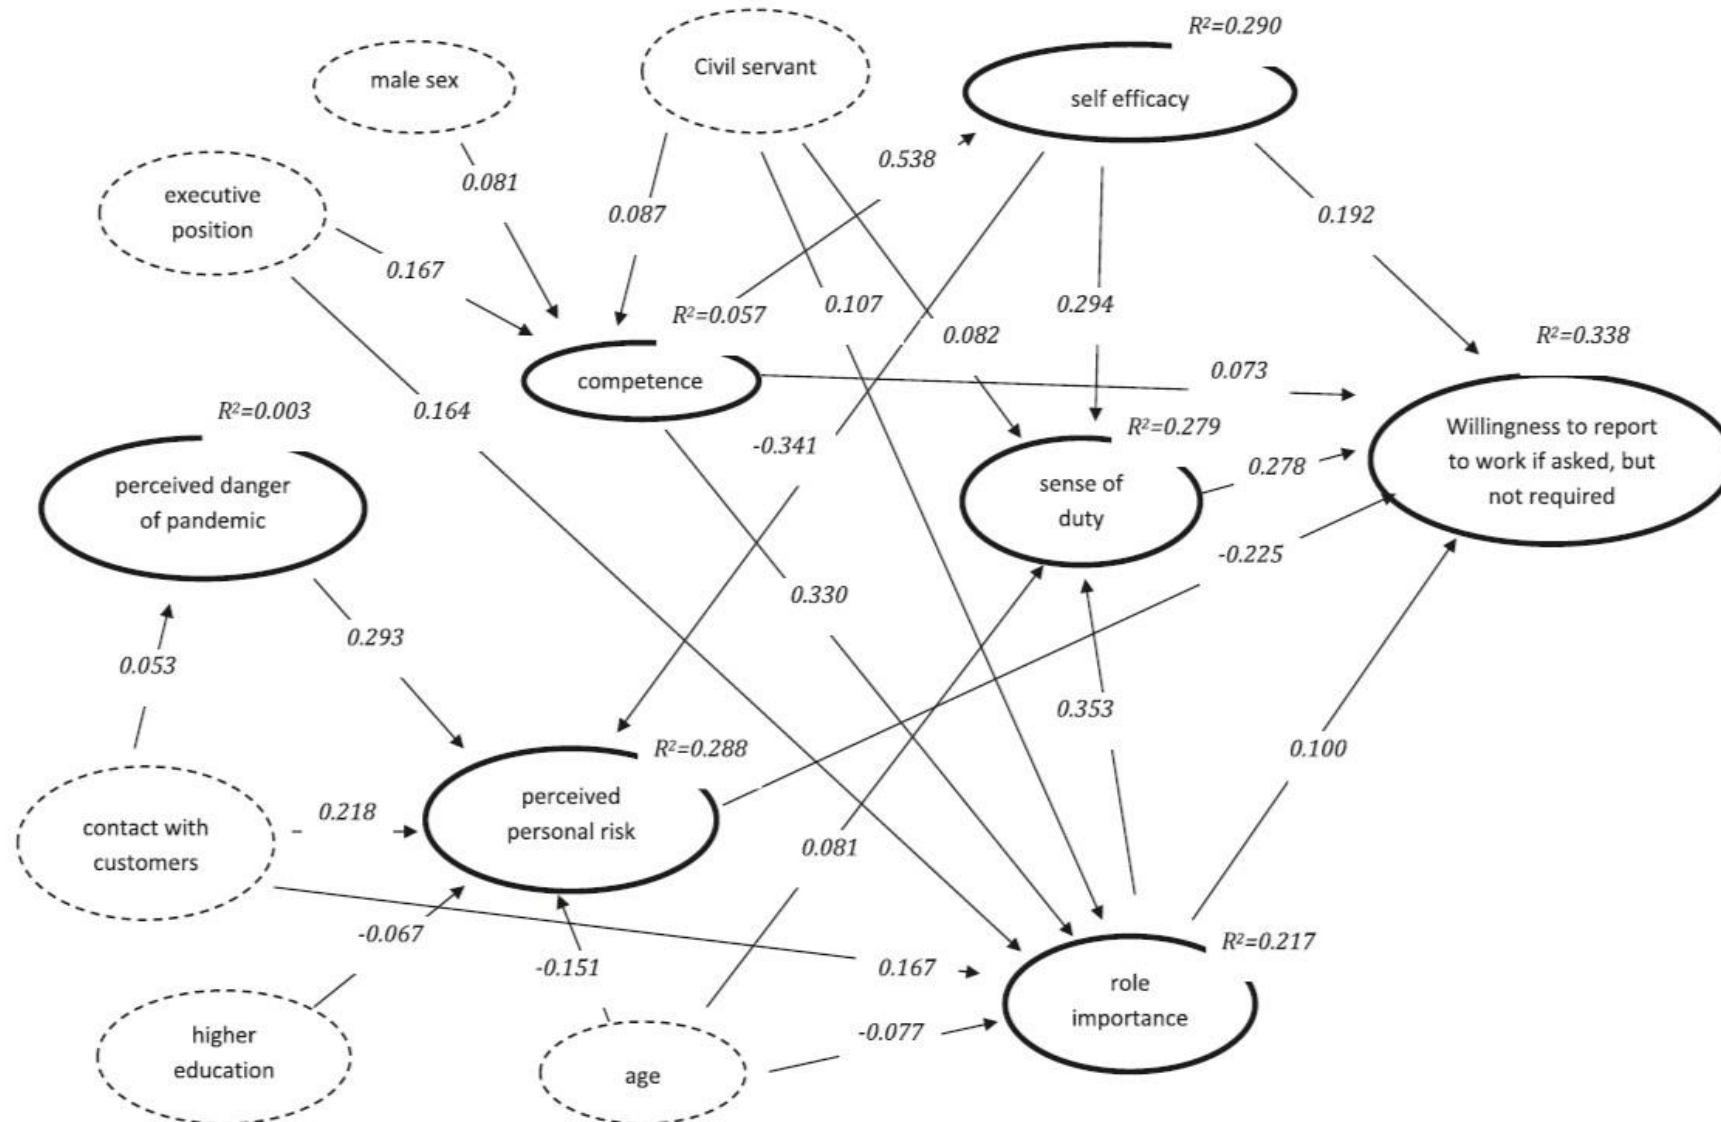 R²=0.290
Civil servant
male sex
self efficacy
0.538
0.081
executive
position
0.087
0.192
0.167
0.107
0.294
R²=0.057
0.082
R²=0.338
0.073
competence
R²=0.003
0.164
R²=0.279
-0.341
Willingness to report
to work if asked, but
not required
0.278
perceived danger
of pandemic
sense of
duty
-0.225
0.330
0.293
0.053
0.353
R²=0.288
0.100
perceived
personal risk
0.218
contact with
customers
0.081
-0.067
R²=0.217
-0.151
0.167
role
importance
-0.077
higher
education
age